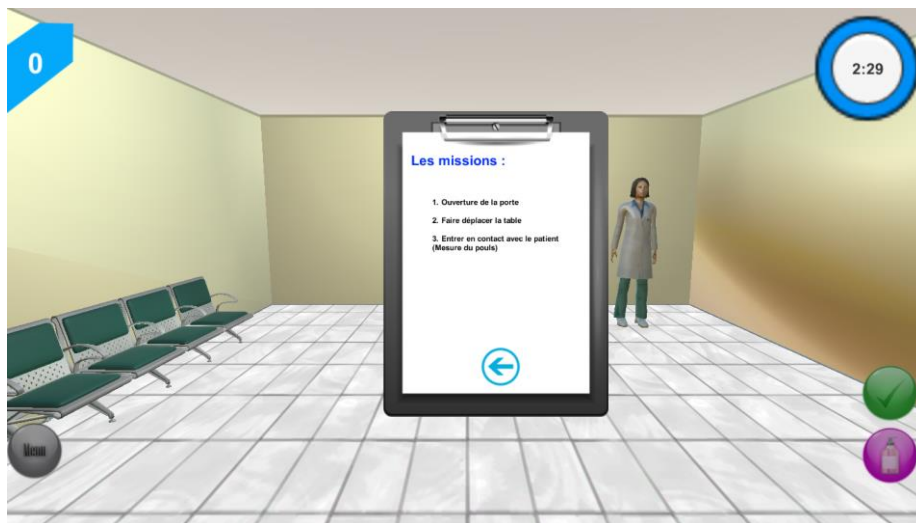 0
2:29
Les missions :
1. Ouverture de la porte
2. Faire déplacer la table
3. Entrer en contact avec le patient
(Mesure du pouls)
Menu